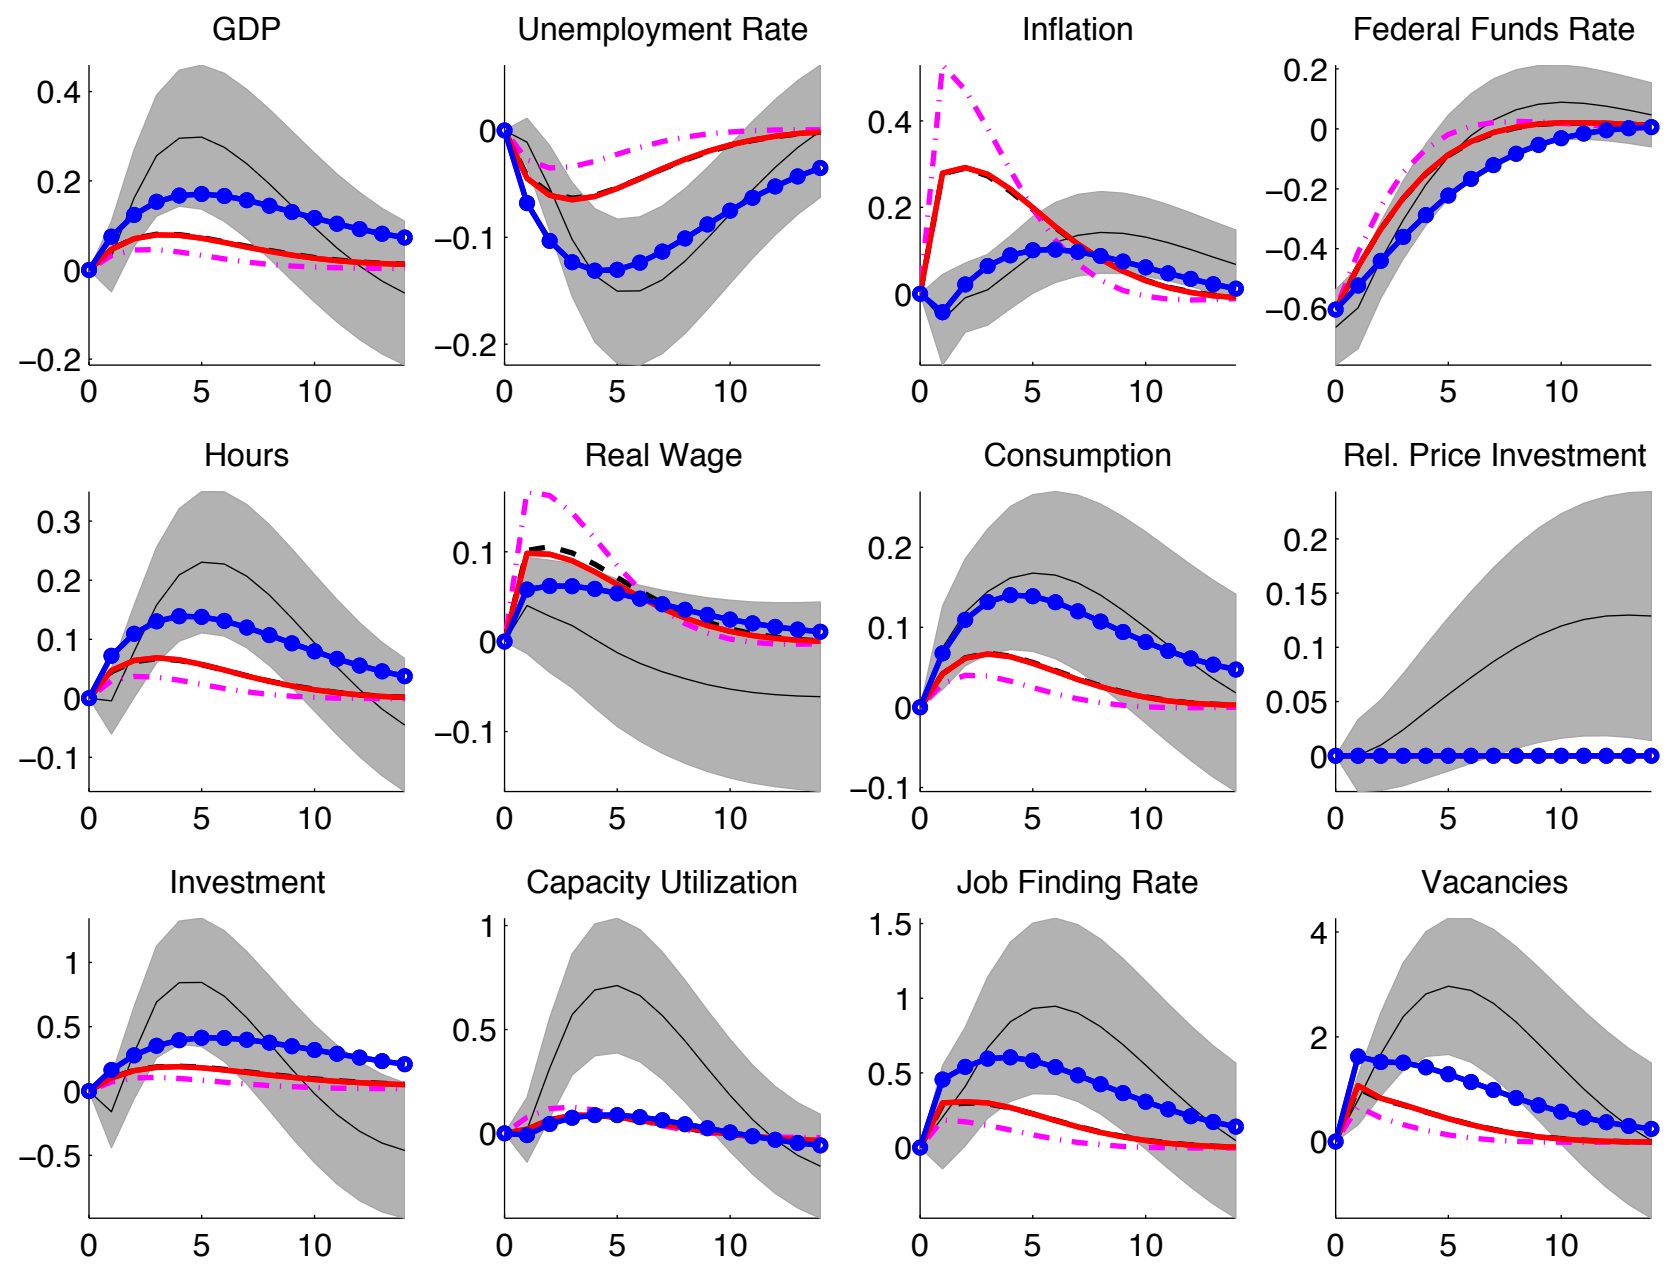 GDP
Unemployment Rate
Inflation
Federal Funds Rate
0.4
0.2
0
−0.2
0 5 10
0
−0.1
−0.2
0 5 10
0.4
0.2
0
0 5 10
0.2
0
−0.2
−0.4
−0.6
0 5 10
Hours
Real Wage
Consumption
Rel. Price Investment
0.3
0.2
0.1
0
−0.1
0 5 10
0.1
0
−0.1
0 5 10
0.2
0.1
0
−0.1
0 5 10
0.2
0.15
0.1
0.05
0
0 5 10
Investment
Capacity Utilization
Job Finding Rate
Vacancies
1
0.5
0
−0.5
0 5 10
1
0.5
0
0 5 10
1.5
1
0.5
0
0 5 10
4
2
0
0 5 10